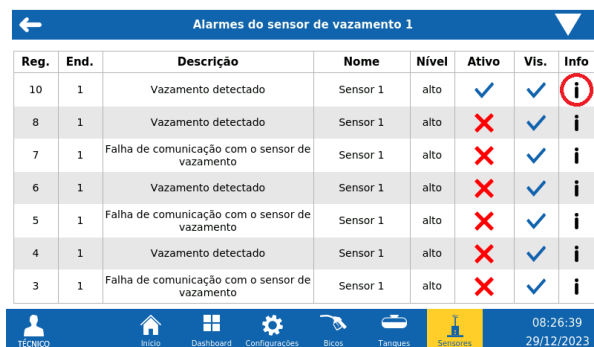 Alarmes do sensor de vazamento 1
Reg. End. Descrição Nome Nível Ativo Vis. Info
10 1 Vazamento detectado Sensor 1 alto
8 1 Vazamento detectado Sensor 1 alto
7 1 Falha de comunicação com o sensor de vazamento Sensor 1 alto
6 1 Vazamento detectado Sensor 1 alto
5 1 Falha de comunicação com o sensor de vazamento Sensor 1 alto
4 1 Vazamento detectado Sensor 1 alto
3 1 Falha de comunicação com o sensor de vazamento Sensor 1 alto
TÉCNICO Início Dashboard Configurações Bicos Tanques Sensores
08:26:39
29/12/2023